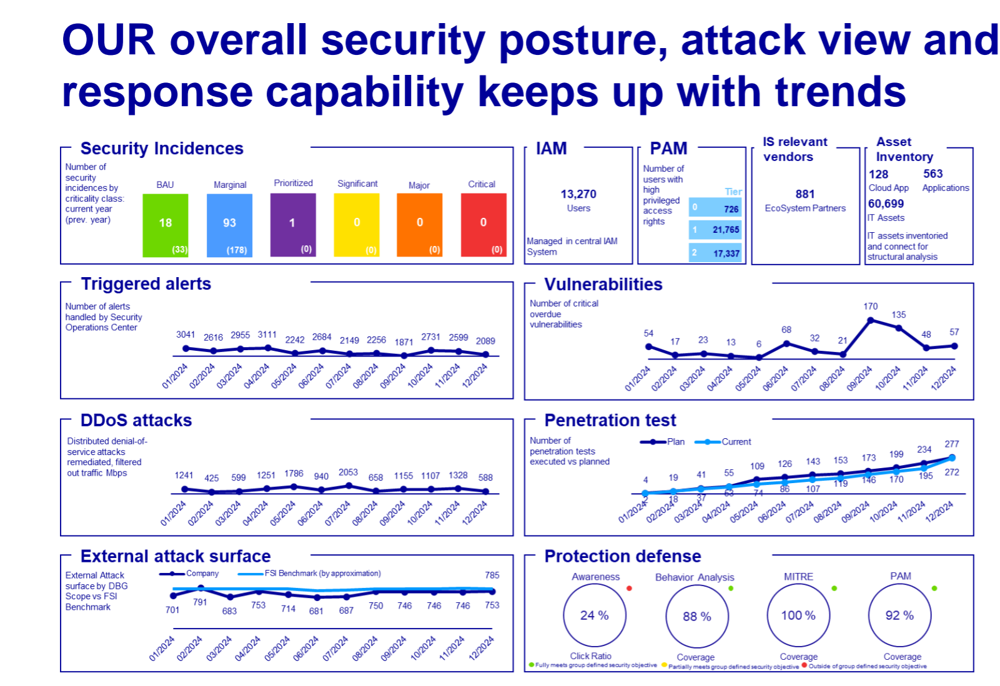 OUR overall security posture, attack view and
response capability keeps up with trends
Security Incidences
Number of
security
incidences by
criticality class:
current year
(prev. year)
BAU
Marginal
Prioritized
Significant
Major
Critical
18
93
1
0
0
0
(33)
(178)
(0)
(0)
(0)
(0)
IAM
13,270
Users
Managed in central IAM
System
PAM
Number of
users with
high
privileged
access
rights
Tier
0 726
1 21,765
2 17,337
IS relevant
vendors
881
EcoSystem Partners
Asset
Inventory
128 563
Cloud App Applications
60,699
IT Assets
IT assets inventoried
and connect for
structural analysis
Triggered alerts
Number of alerts
handled by Security
Operations Center
3041 2616 2955 3111 2242 2684 2149 2256 1871 2731 2599 2089
01/2024 02/2024 03/2024 04/2024 05/2024 06/2024 07/2024 08/2024 09/2024 10/2024 11/2024 12/2024
Vulnerabilities
Number of critical
overdue
vulnerabilities
54 17 23 13 6 68 32 21 170 135 48 57
01/2024 02/2024 03/2024 04/2024 05/2024 06/2024 07/2024 08/2024 09/2024 10/2024 11/2024 12/2024
DDoS attacks
Distributed denial-of-
service attacks
remediated, filtered
out traffic Mbps
1241 425 599 1251 1786 940 2053 658 1155 1107 1328 588
01/2024 02/2024 03/2024 04/2024 05/2024 06/2024 07/2024 08/2024 09/2024 10/2024 11/2024 12/2024
Penetration test
Number of
penetration tests
executed vs planned
Plan Current
4 19 41 55 109 126 143 153 173 199 234 277
2 18 37 53 74 86 107 119 146 170 195 272
01/2024 02/2024 03/2024 04/2024 05/2024 06/2024 07/2024 08/2024 09/2024 10/2024 11/2024 12/2024
External attack surface
External Attack
surface by DBG
Scope vs FSI
Benchmark
Company FSI Benchmark (by approximation)
785
701 791 683 753 714 681 687 750 746 746 746 753
01/2024 02/2024 03/2024 04/2024 05/2024 06/2024 07/2024 08/2024 09/2024 10/2024 11/2024 12/2024
Protection defense
Awareness
Behavior Analysis
MITRE
PAM
24 %
88 %
100 %
92 %
Click Ratio
Coverage
Coverage
Coverage
Fully meets group defined security objective
Partially meets group defined security objective
Outside of group defined security objective